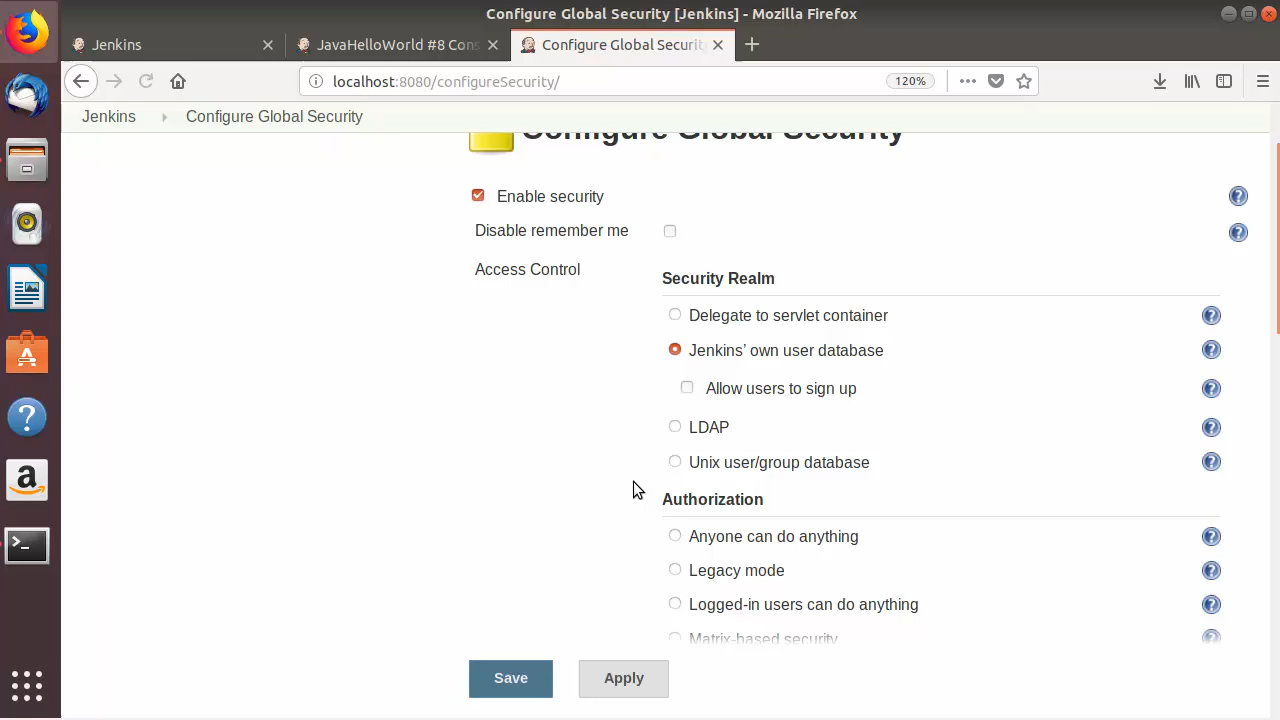 Configure Global Security [Jenkins] - Mozilla Firefox
Jenkins
JavaHelloWorld #8 Cons
Configure Global Securit
localhost:8080/configureSecurity/
120%
Jenkins
Configure Global Security
Configure Global Security
Enable security
Disable remember me
Access Control
Security Realm
Delegate to servlet container
Jenkins’ own user database
Allow users to sign up
LDAP
Unix user/group database
Authorization
Anyone can do anything
Legacy mode
Logged-in users can do anything
Matrix-based security
Save
Apply